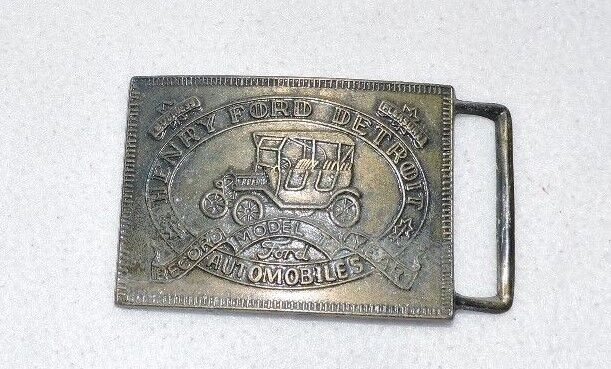 HENRY FORD DETROIT
RECORD MODEL T
Ford
AUTOMOBILES